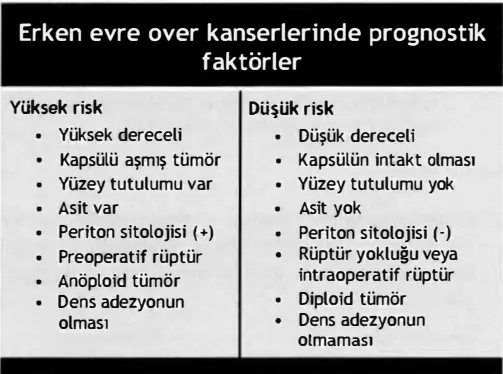 Erken evre over kanserlerinde prognostik
faktörler
Yüksek risk
• Yüksek dereceli
• Kapsülü aşmış tümör
• Yüzey tutulumu var
• Asit var
• Periton sitolojisi (+)
• Preoperatif rüptür
• Anöploid tümör
• Dens adezyonun
olması
Düşük risk
• Düşük dereceli
• Kapsülün intakt olması
• Yüzey tutulumu yok
• Asit yok
• Periton sitolojisi (-)
• Rüptür yokluğu veya
intraoperatif rüptür
• Diploid tümör
• Dens adezyonun
olmaması